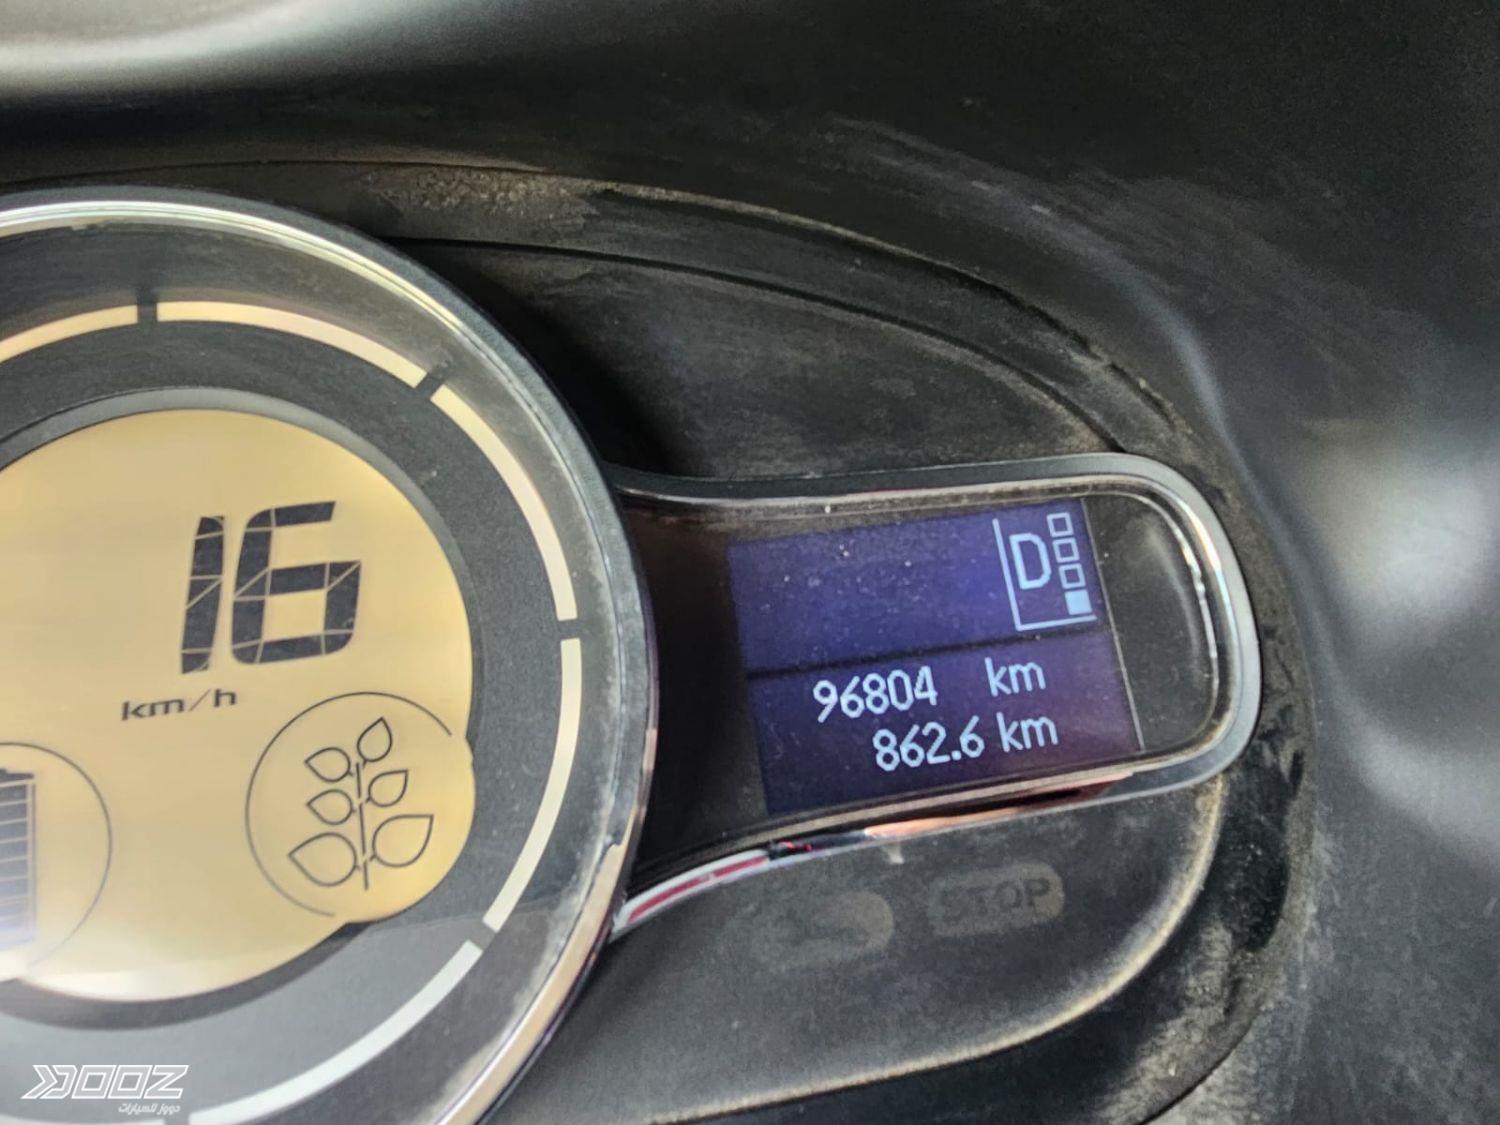 16
km/h
D
96804 km
862.6 km
STOP
DOOZ
دووز للسيارات